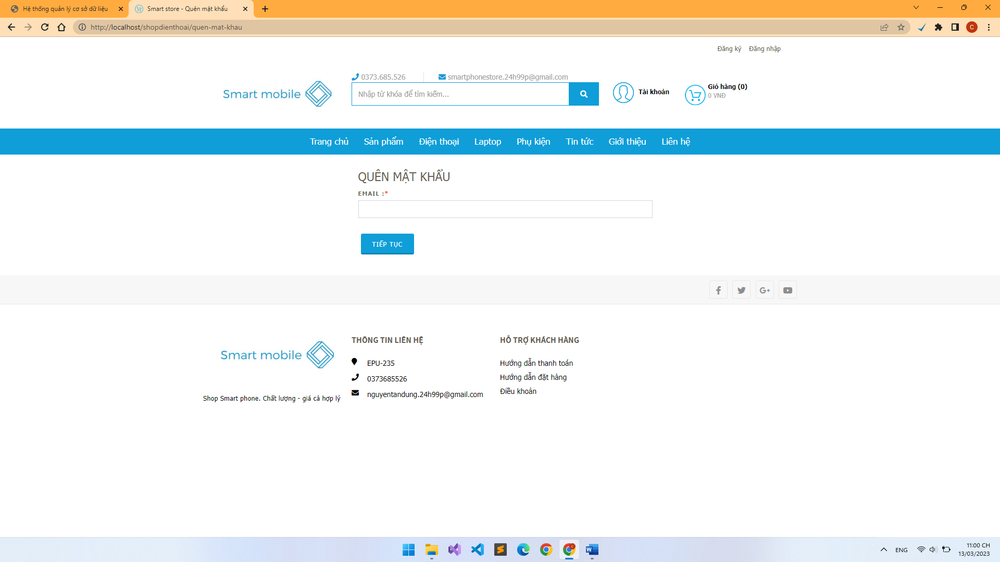 Hệ thống quản lý cơ sở dữ liệu
Smart store - Quên mật khẩu
http://localhost/shopdienthoai/quen-mat-khau
C
Đăng ký Đăng nhập
0373.685.526 smartphonestore.24h99p@gmail.com
Smart mobile
Nhập từ khóa để tìm kiếm...
Tài khoản
Giỏ hàng (0)
0 VNĐ
Trang chủ Sản phẩm Điện thoại Laptop Phụ kiện Tin tức Giới thiệu Liên hệ
QUÊN MẬT KHẨU
EMAIL :*
TIẾP TỤC
Smart mobile
Shop Smart phone. Chất lượng - giá cả hợp lý
THÔNG TIN LIÊN HỆ
EPU-235
0373685526
nguyentandung.24h99p@gmail.com
HỖ TRỢ KHÁCH HÀNG
Hướng dẫn thanh toán
Hướng dẫn đặt hàng
Điều khoản
ENG
11:00 CH
13/03/2023